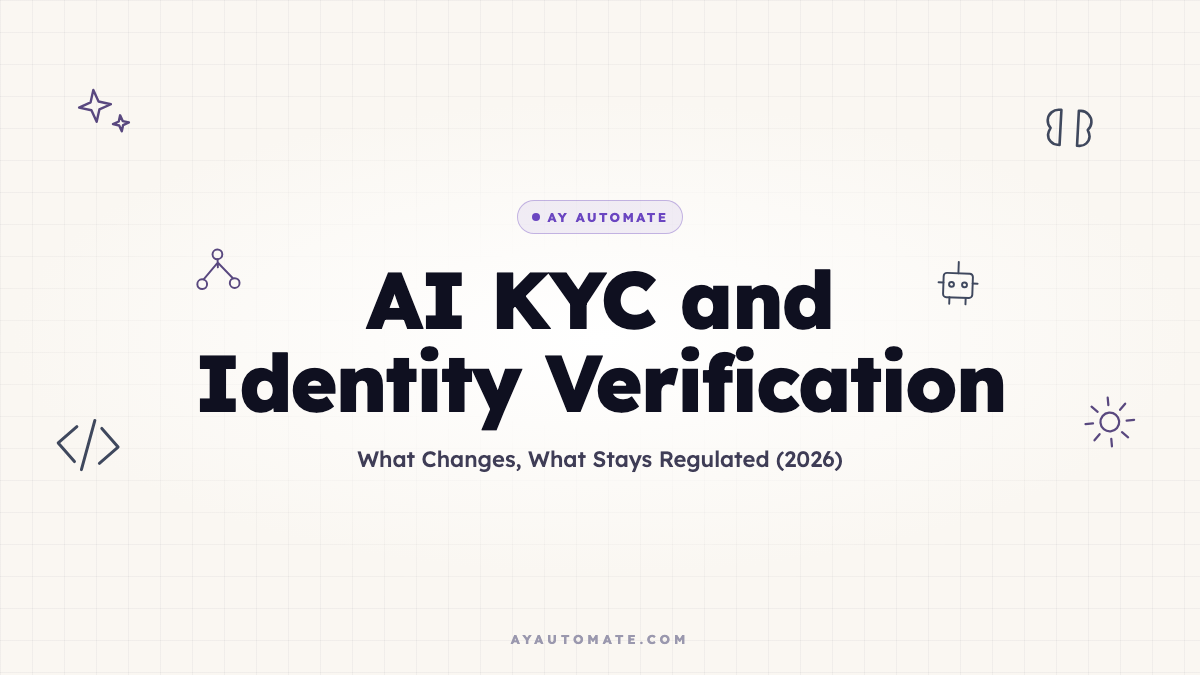 AY AUTOMATE
AI KYC and
Identity Verification
What Changes, What Stays Regulated (2026)
AYAUTOMATE.COM